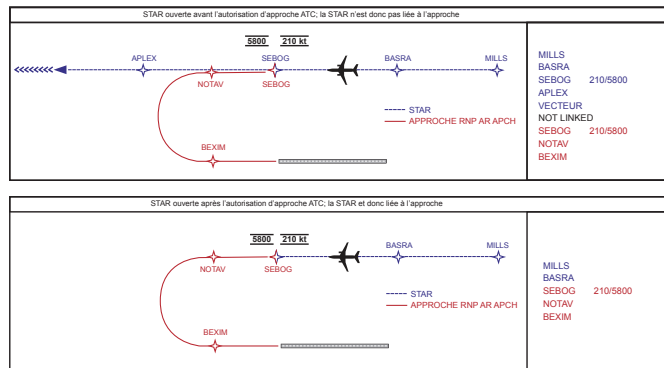 STAR ouverte avant l'autorisation d'approche ATC; la STAR n'est donc pas liée à l'approche
5800 210 kt
APLEX SEBOG BASRA MILLS
NOTAV SEBOG
STAR
APPROCHE RNP AR APCH
BEXIM
MILLS
BASRA
SEBOG 210/5800
APLEX
VECTEUR
NOT LINKED
SEBOG 210/5800
NOTAV
BEXIM
STAR ouverte après l'autorisation d'approche ATC; la STAR et donc liée à l'approche
5800 210 kt
BASRA MILLS
NOTAV SEBOG
STAR
APPROCHE RNP AR APCH
BEXIM
MILLS
BASRA
SEBOG 210/5800
NOTAV
BEXIM